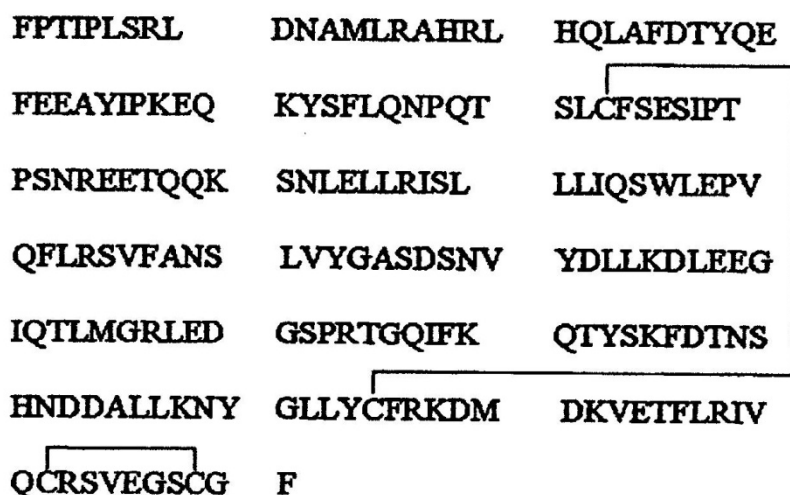 FPTIPLSRL DNAMLRAHRL HQLAFDTYQE
FEEAYIPKEQ KYSFLQNPQT SLCFSESIPT
PSNREETQQK SNLELLRISL LLIQSWLEPV
QFLRSVFANS LVYGASDSNV YDLLKDLEEG
IQTLMGRLED GSPRTGQIFK QTYSKFDTNS
HNDDALLKNY GLLYCFRKDM DKVETFLRIV
QCRSVEGSCG F